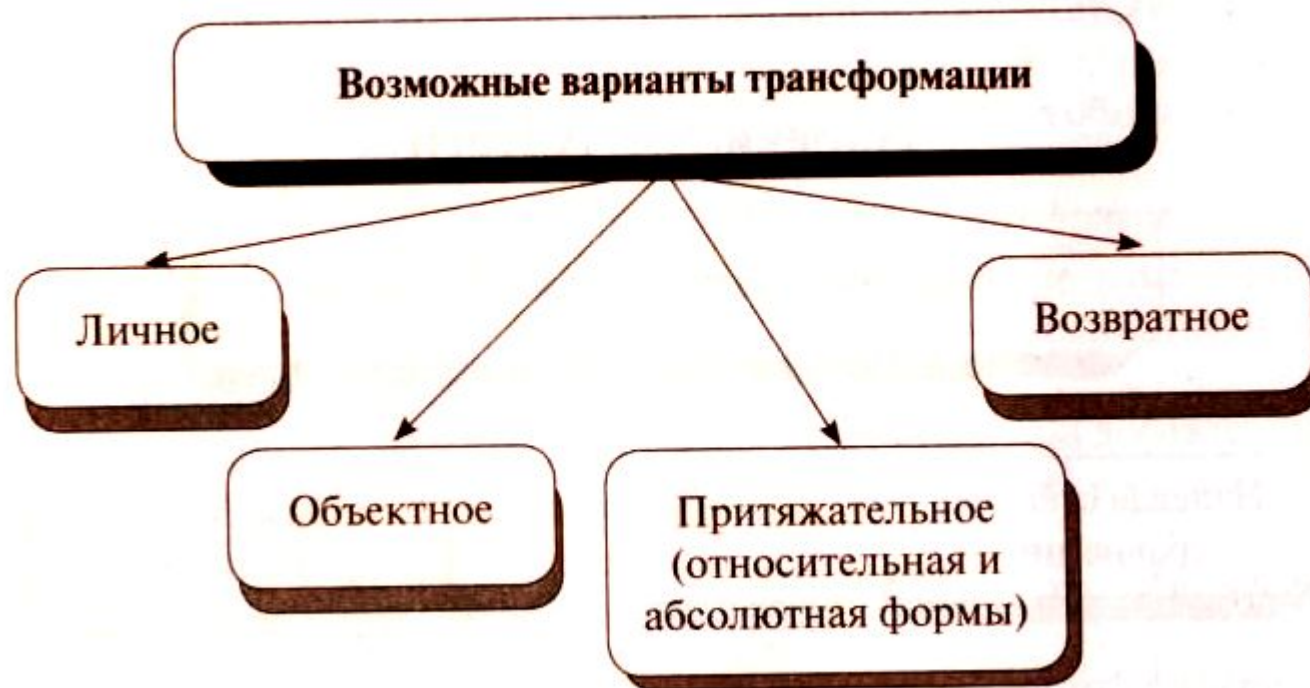 Возможные варианты трансформации
Личное
Возвратное
Объектное
Притяжательное
(относительная и
абсолютная формы)